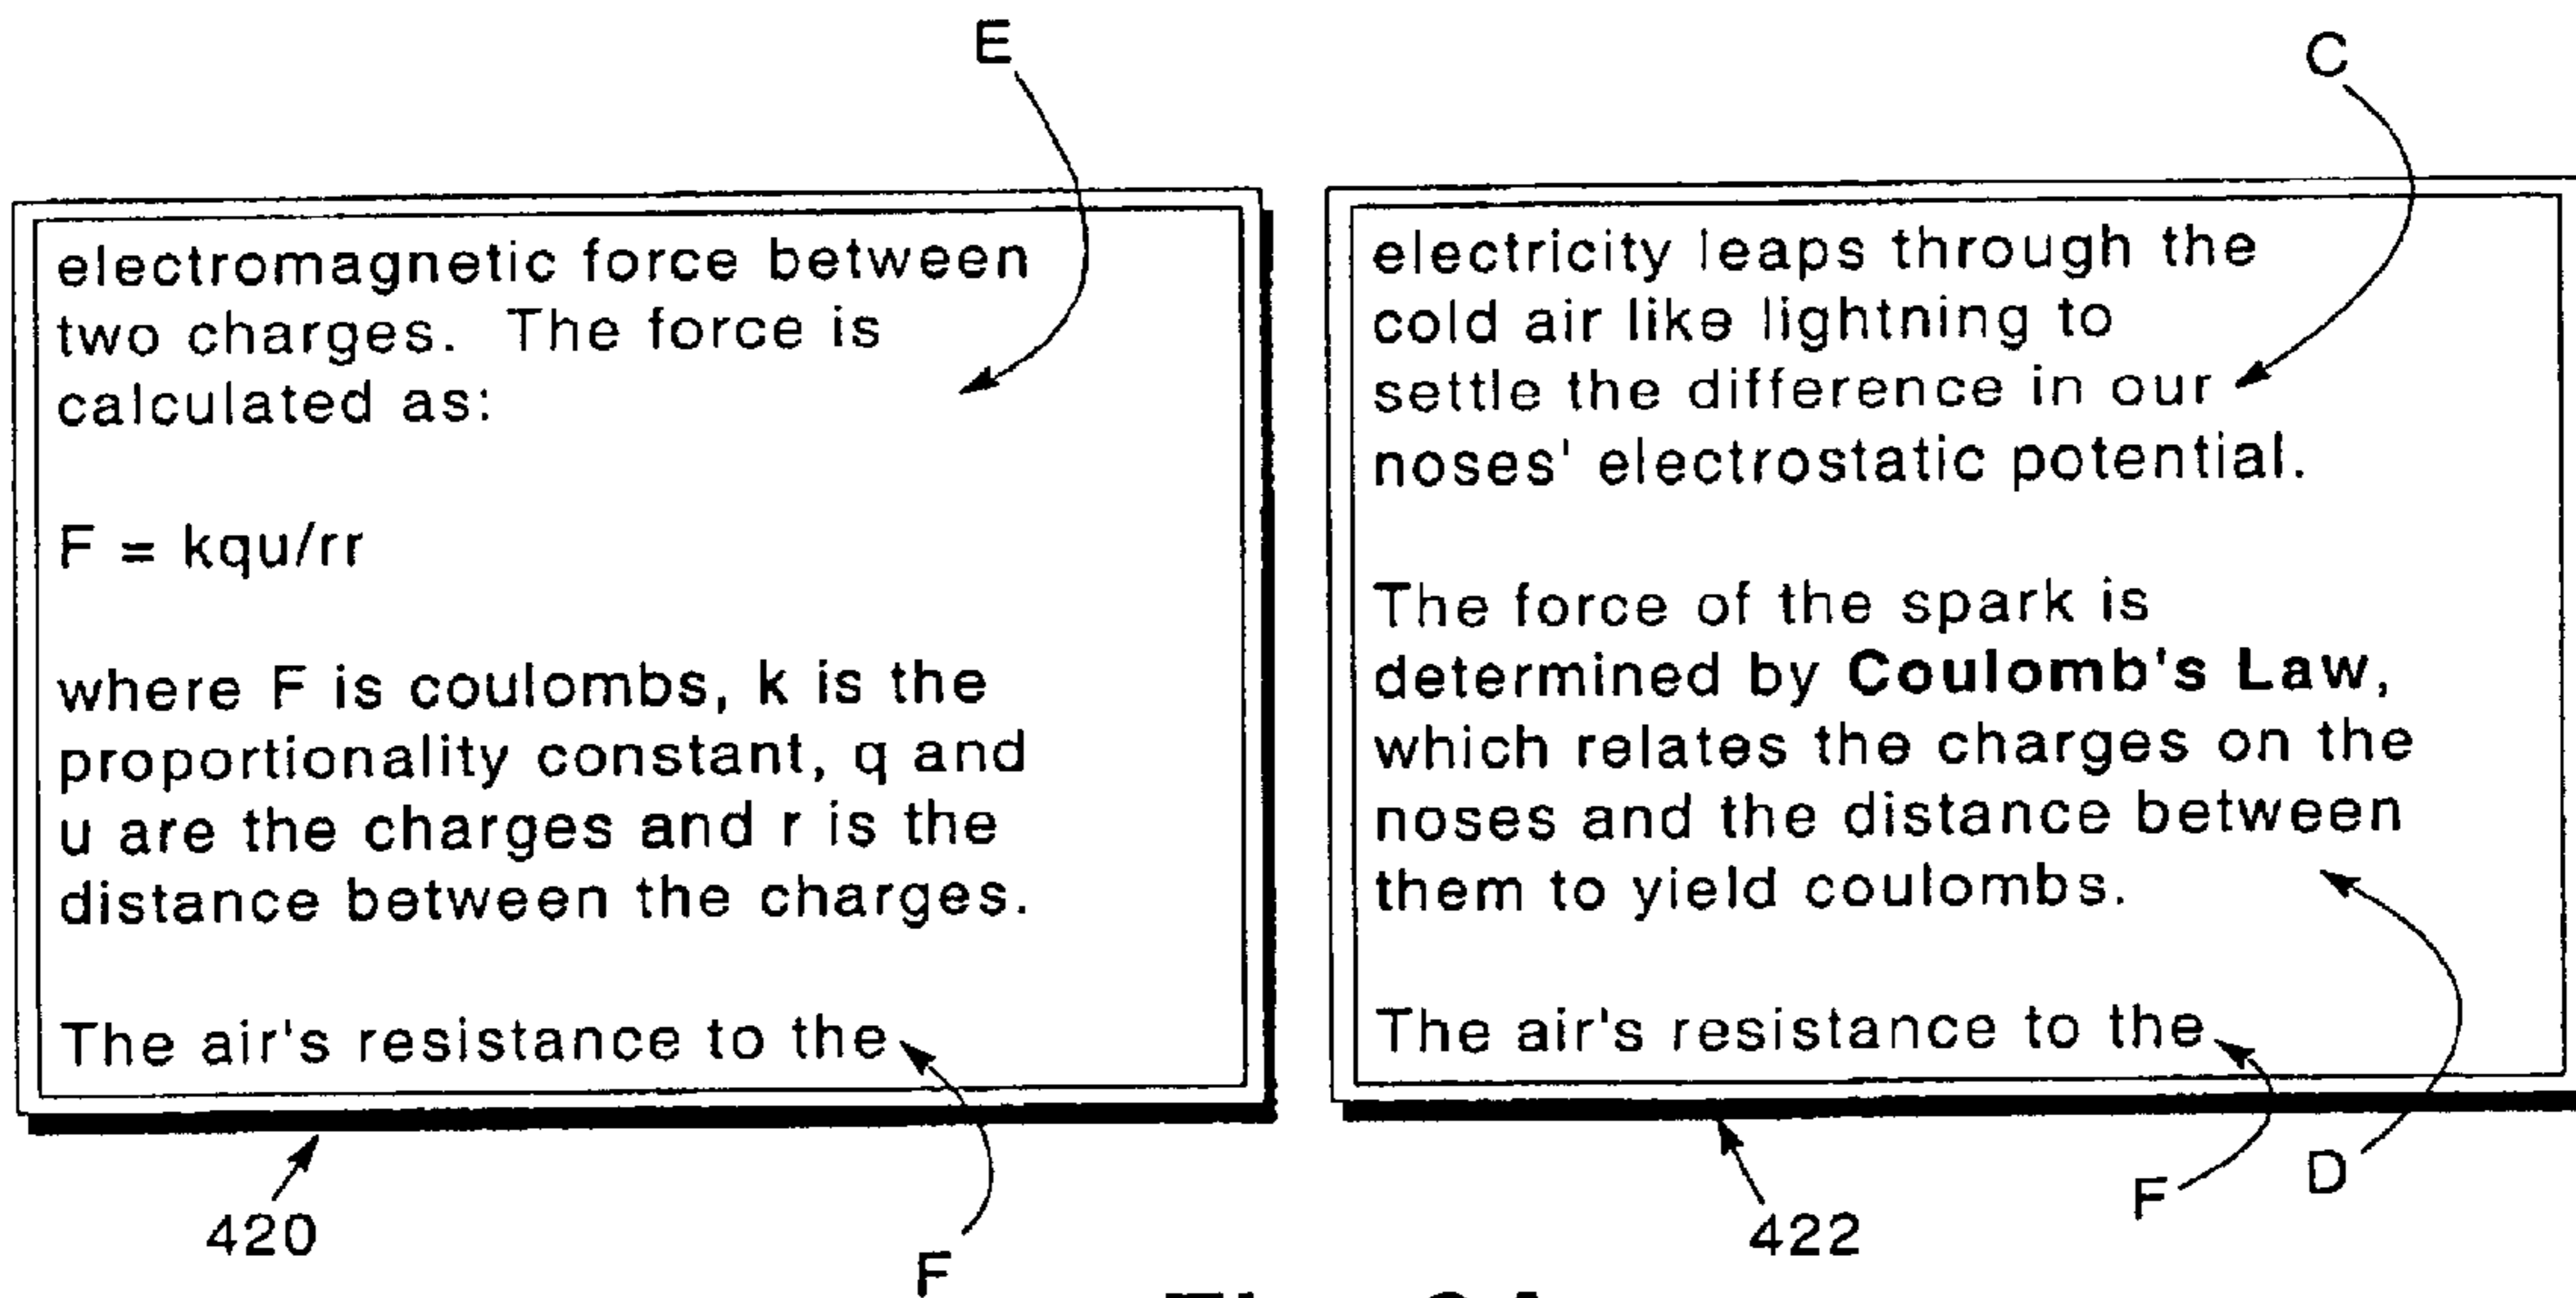 E
C
electromagnetic force between
two charges. The force is
calculated as:
F = kqu/rr
where F is coulombs, k is the
proportionality constant, q and
u are the charges and r is the
distance between the charges.
The air's resistance to the
420
F
electricity leaps through the
cold air like lightning to
settle the difference in our
noses' electrostatic potential.
The force of the spark is
determined by Coulomb's Law,
which relates the charges on the
noses and the distance between
them to yield coulombs.
The air's resistance to the
422
F
D